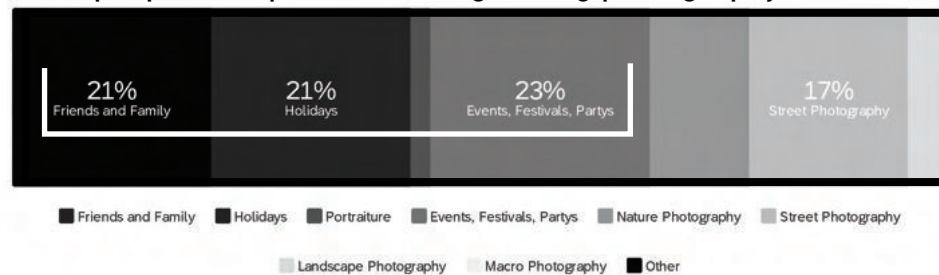 21% 21% 23% 17%
Friends and Family Holidays Events, Festivals, Partys Street Photography
Friends and Family Holidays Portraiture Events, Festivals, Partys Nature Photography Street Photography
Landscape Photography Macro Photography Other